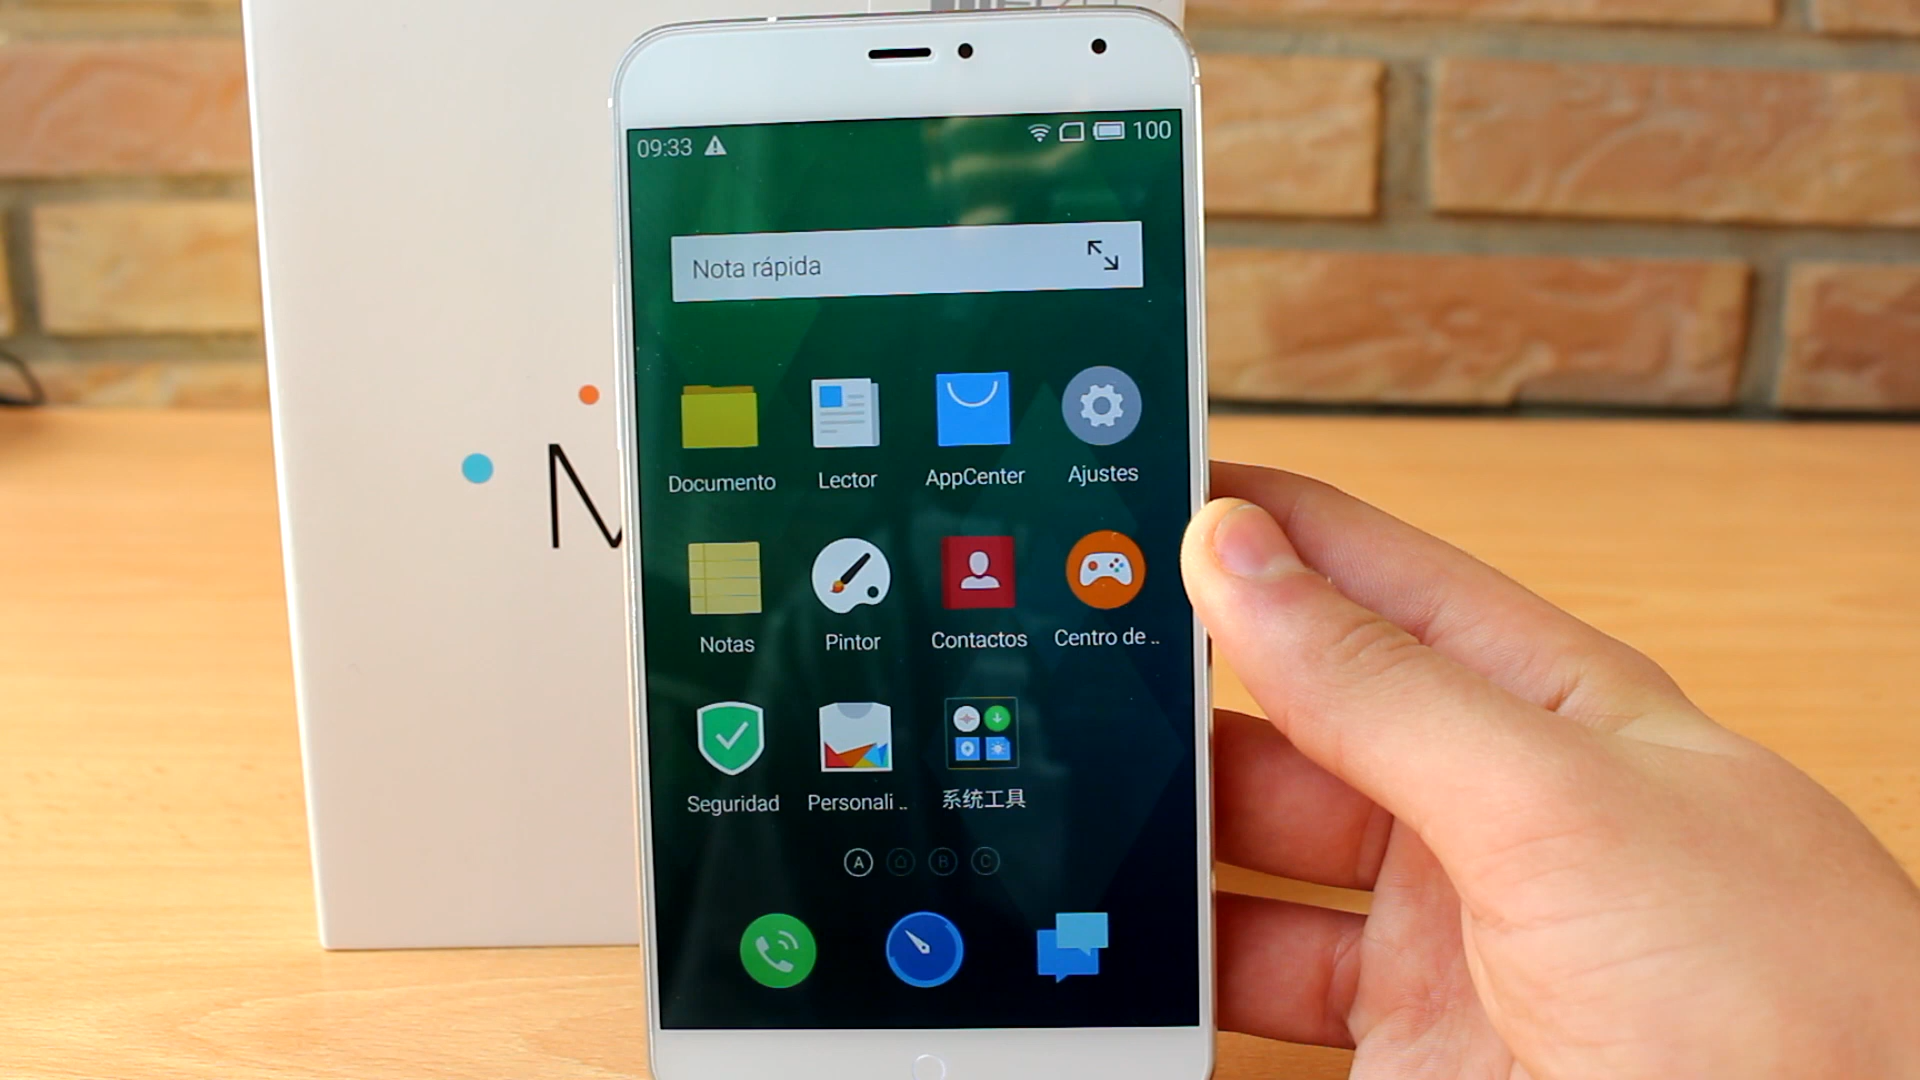 09:33
100
Nota rápida
Documento
Lector
AppCenter
Ajustes
Notas
Pintor
Contactos
Centro de ..
Seguridad
Personali ..
系统工具
A
B
C
M